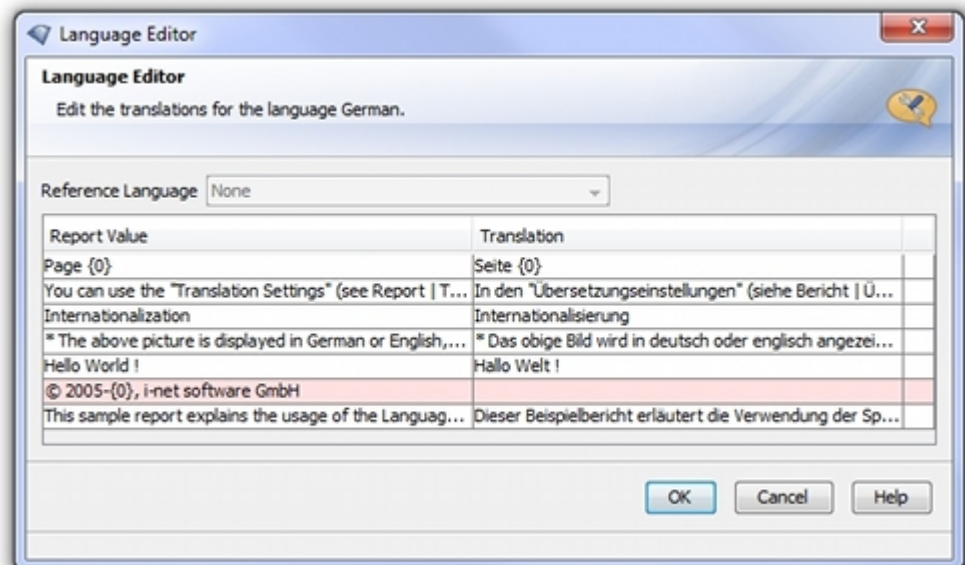 Language Editor
Language Editor
Edit the translations for the language German.
Reference Language None
Report Value Translation
Page {0} Seite {0}
You can use the "Translation Settings" (see Report | T... In den "Übersetzungseinstellungen" (siehe Bericht | Ü...
Internationalization Internationalisierung
* The above picture is displayed in German or English,... * Das obige Bild wird in deutsch oder englisch angezei...
Hello World ! Hallo Welt !
© 2005-{0}, i-net software GmbH
This sample report explains the usage of the Languag... Dieser Beispielbericht erläutert die Verwendung der Sp...
OK Cancel Help